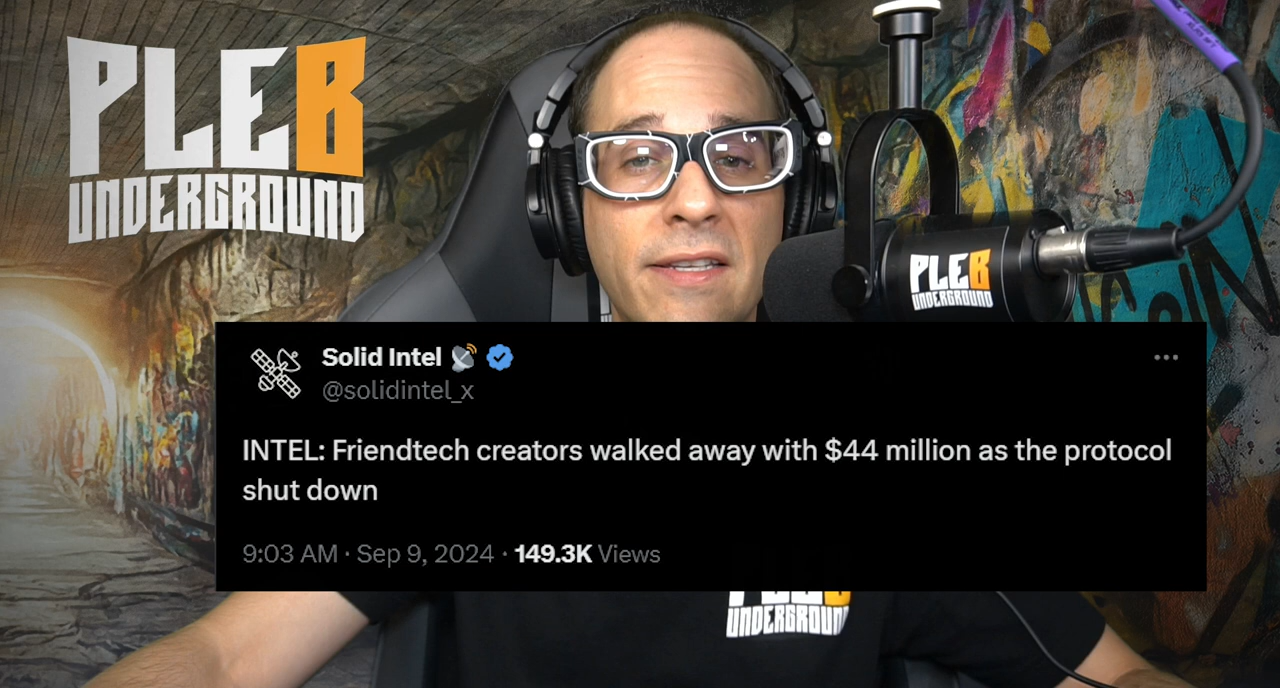 PLEB
UNDERGROUND
PLEB
UNDERGROUND
Solid Intel
@solidintel_x
INTEL: Friendtech creators walked away with $44 million as the protocol
shut down
9:03 AM · Sep 9, 2024 · 149.3K Views
UNDERGROUND